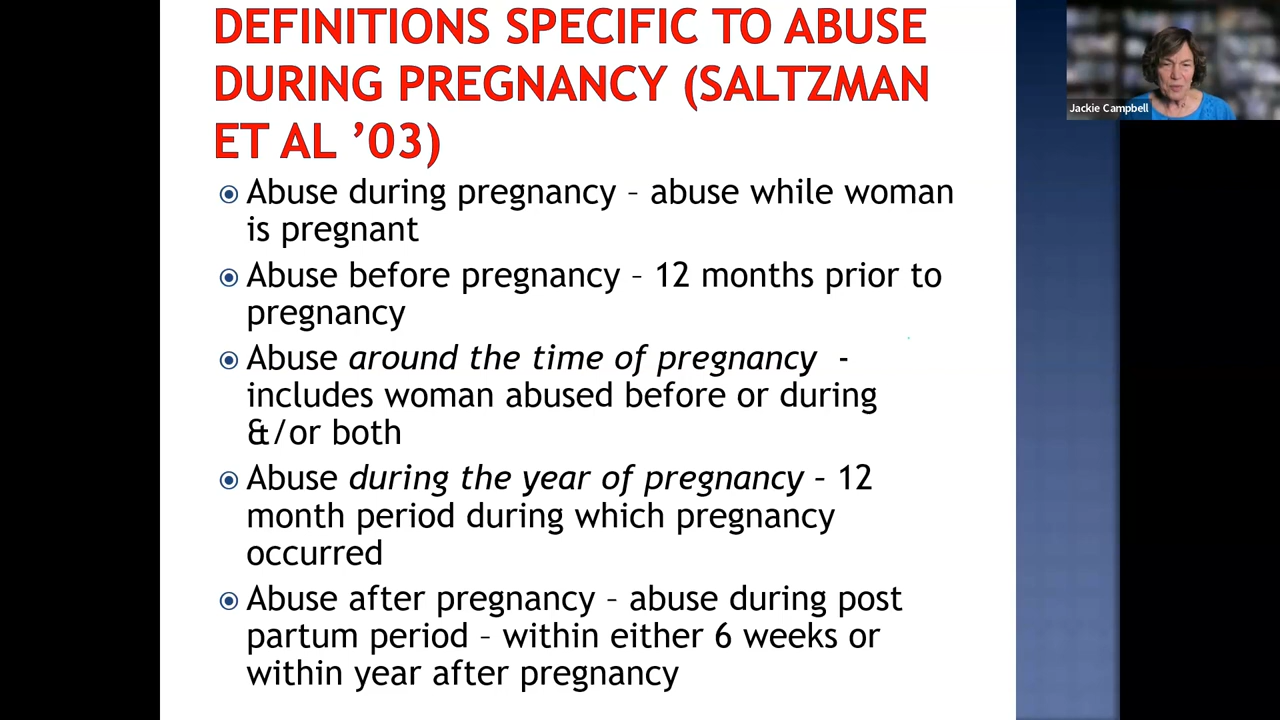 DEFINITIONS SPECIFIC TO ABUSE
DURING PREGNANCY (SALTZMAN
ET AL ’03)
Abuse during pregnancy – abuse while woman
is pregnant
Abuse before pregnancy – 12 months prior to
pregnancy
Abuse around the time of pregnancy -
includes woman abused before or during
&/or both
Abuse during the year of pregnancy – 12
month period during which pregnancy
occurred
Abuse after pregnancy – abuse during post
partum period – within either 6 weeks or
within year after pregnancy
Jackie Campbell